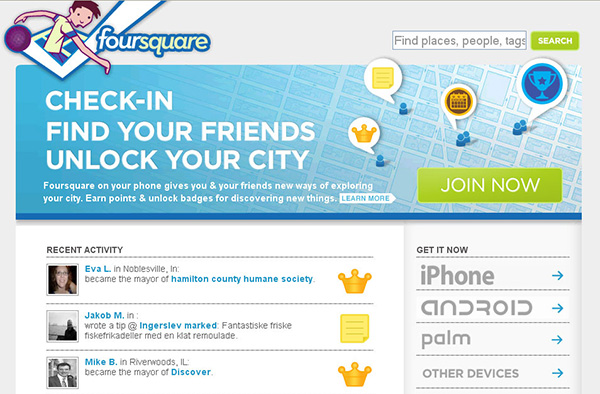 foursquare
Find places, people, tags
SEARCH
CHECK-IN
FIND YOUR FRIENDS
UNLOCK YOUR CITY
Foursquare on your phone gives you & your friends new ways of exploring
your city. Earn points & unlock badges for discovering new things. LEARN MORE
JOIN NOW
RECENT ACTIVITY
Eva L. in Noblesville, In:
became the mayor of hamilton county humane society.
Jakob M. in :
wrote a tip @ Ingerslev marked: Fantastiske friske
fiskefrikadeller med en klat remoulade.
Mike B. in Riverwoods, IL:
became the mayor of Discover.
GET IT NOW
iPhone
ANDROID
palm
OTHER DEVICES